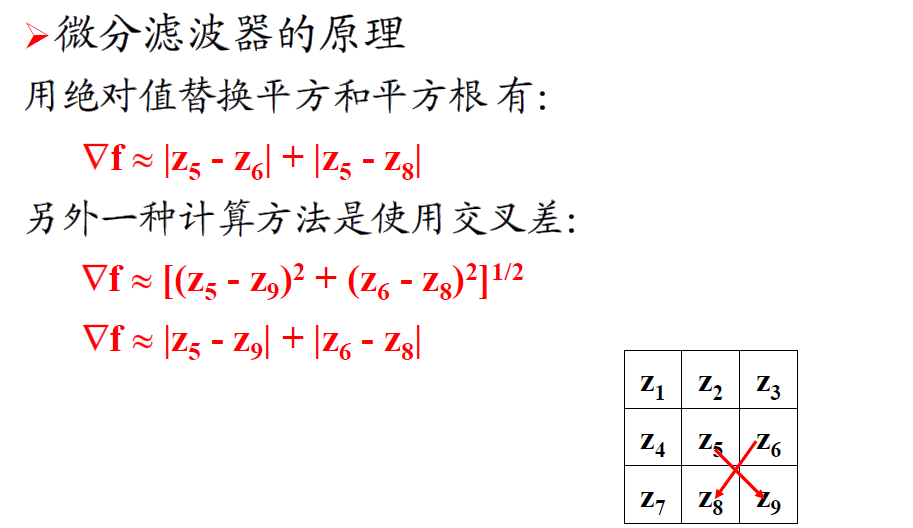 ➢微分滤波器的原理
用绝对值替换平方和平方根 有:
∇f ≈ |z₅ - z₆| + |z₅ - z₈|
另外一种计算方法是使用交叉差:
∇f ≈ [(z₅ - z₉)² + (z₆ - z₈)²]¹ᐟ²
∇f ≈ |z₅ - z₉| + |z₆ - z₈|
z₁ z₂ z₃
z₄ z₅ z₆
z₇ z₈ z₉